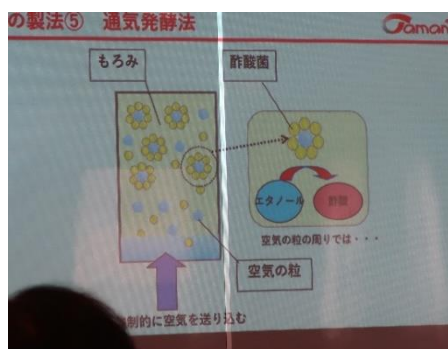 の製法⑤ 通気発酵法
Tamano
もろみ
酢酸菌
エタノール
酢酸
空気の粒の周りでは・・・
空気の粒
制的に空気を送り込む